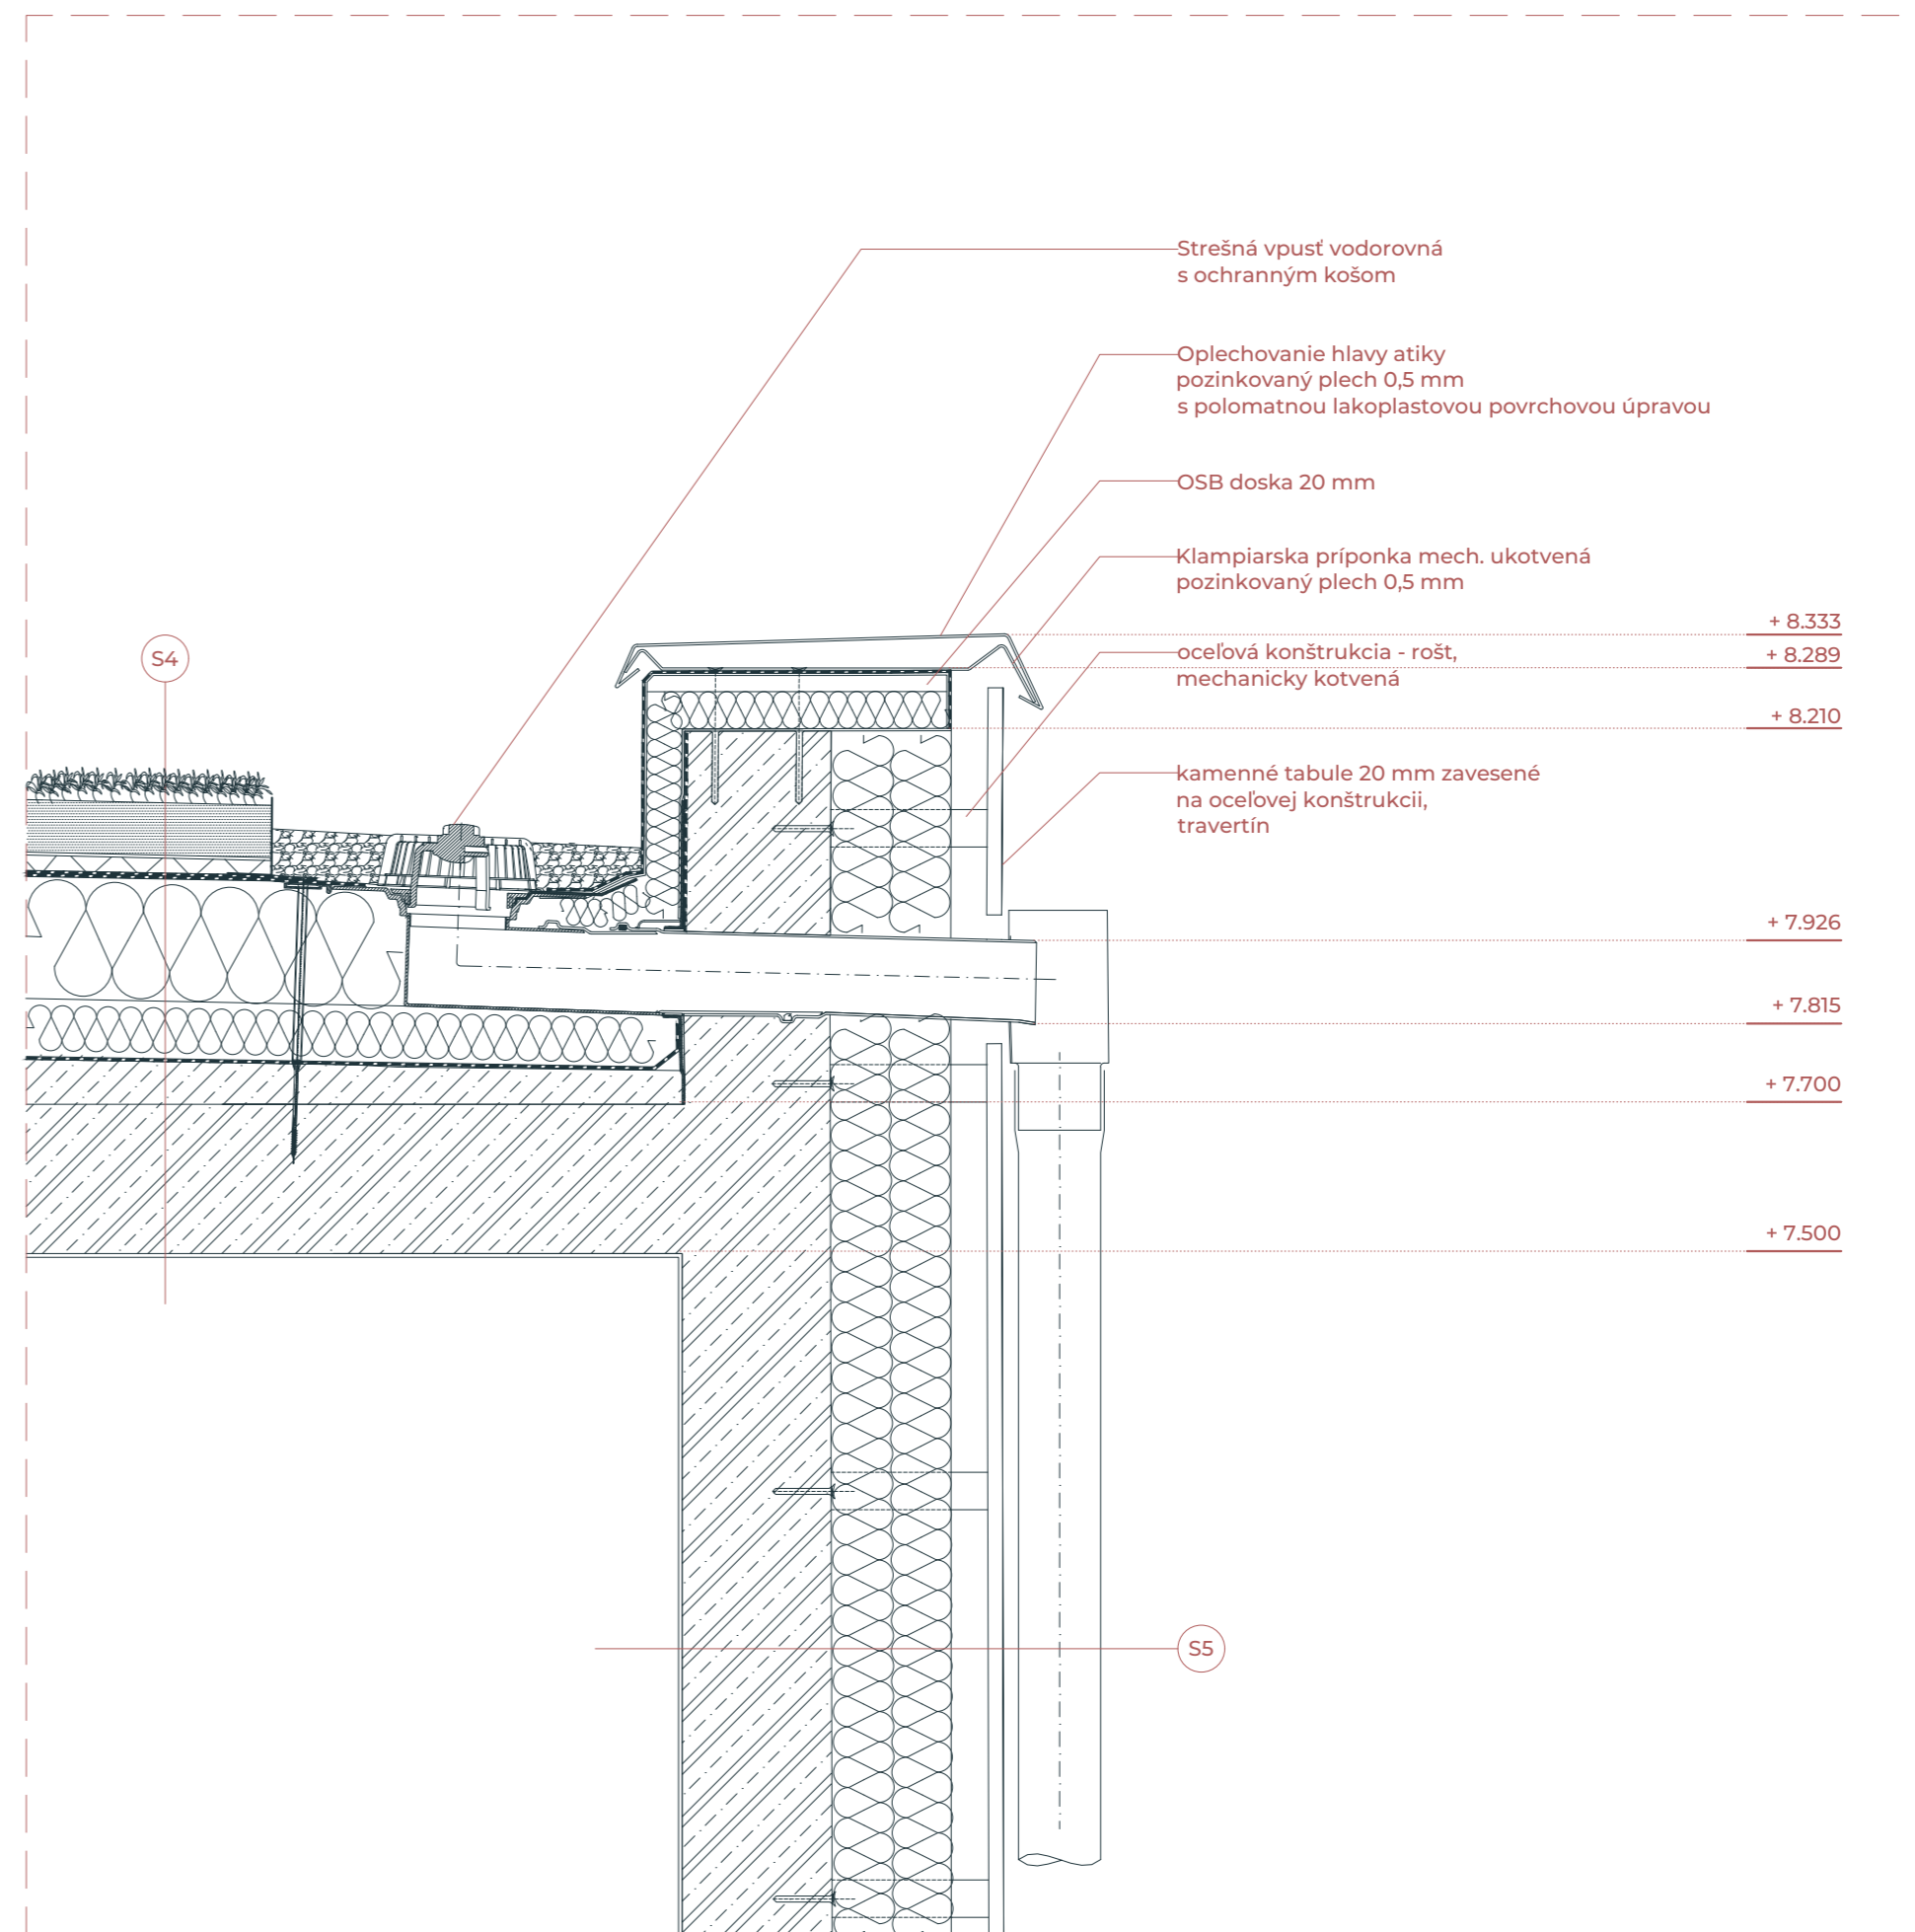 Strešná vpusť vodorovná
s ochranným košom
Oplechovanie hlavy atiky
pozinkovaný plech 0,5 mm
s polomatnou lakoplastovou povrchovou úpravou
OSB doska 20 mm
Klampiarska príponka mech. ukotvená
pozinkovaný plech 0,5 mm
+ 8.333
S4
oceľová konštrukcia - rošt,
mechanicky kotvená
+ 8.289
+ 8.210
kamenné tabule 20 mm zavesené
na oceľovej konštrukcii,
travertín
+ 7.926
+ 7.815
+ 7.700
+ 7.500
S5